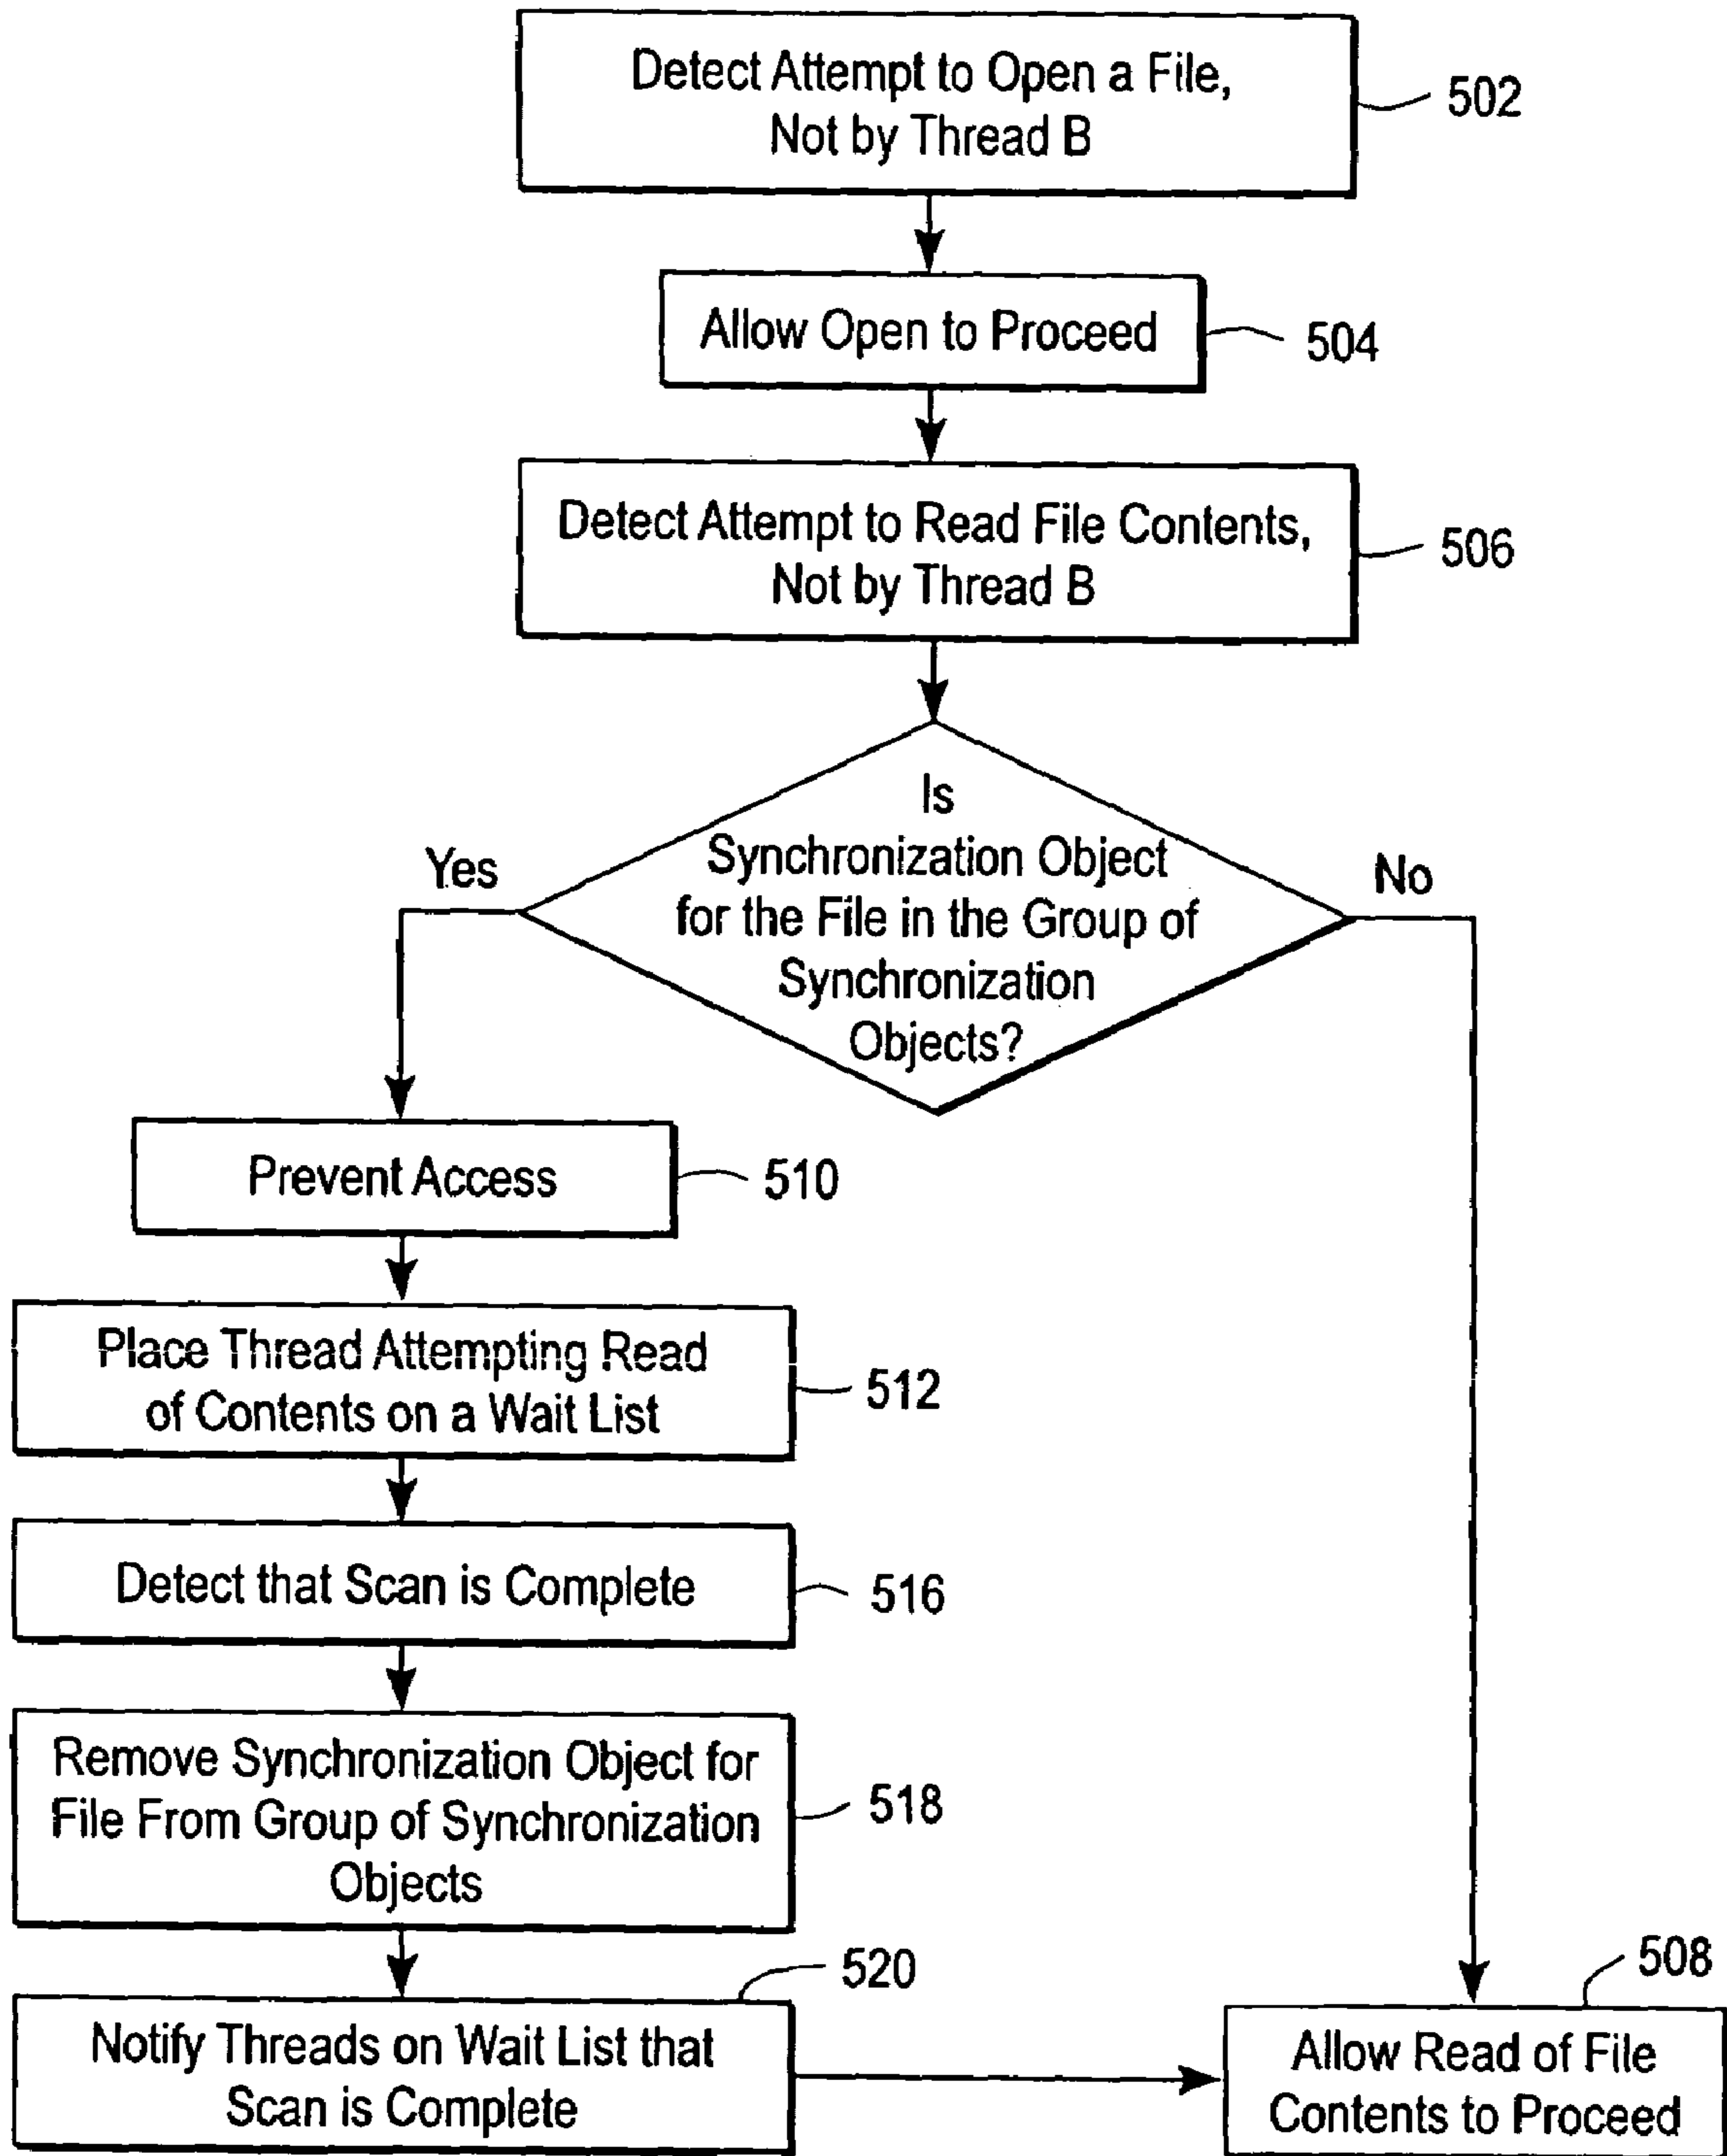 Detect Attempt to Open a File,
Not by Thread B
502
Allow Open to Proceed
504
Detect Attempt to Read File Contents,
Not by Thread B
506
Is
Synchronization Object
for the File in the Group of
Synchronization
Objects?
Yes
No
Prevent Access
510
Place Thread Attempting Read
of Contents on a Wait List
512
Detect that Scan is Complete
516
Remove Synchronization Object for
File From Group of Synchronization
Objects
518
520
Notify Threads on Wait List that
Scan is Complete
508
Allow Read of File
Contents to Proceed